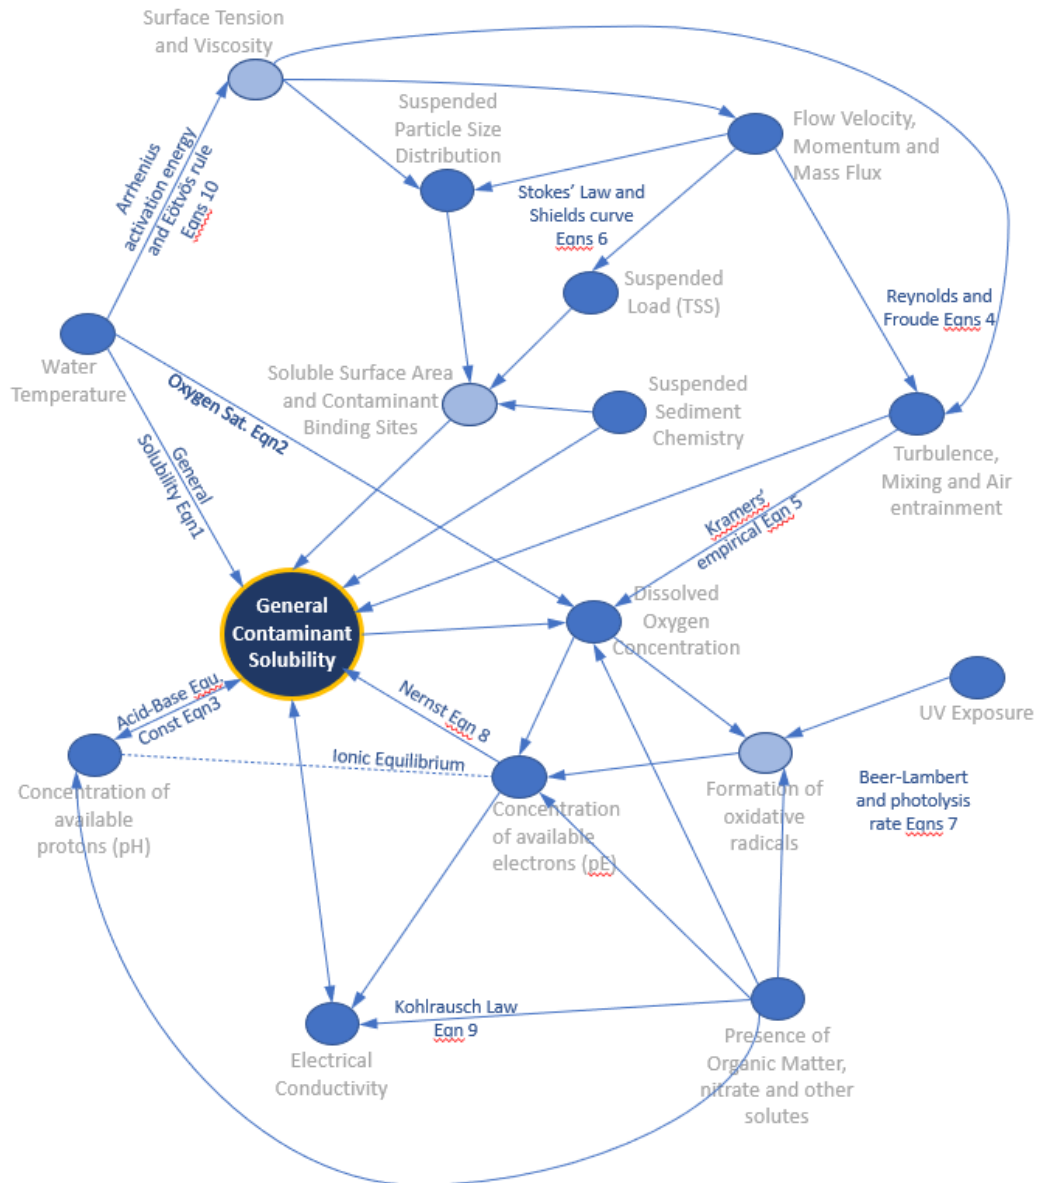 Surface Tension
and Viscosity
Suspended
Particle Size
Distribution
Flow Velocity,
Momentum and
Mass Flux
Arrhenius
activation energy
and Eötvös rule
Eqns 10
Stokes' Law and
Shields curve
Eqns 6
Suspended
Load (TSS)
Reynolds and
Froude Eqns 4
Water
Temperature
Soluble Surface Area
and Contaminant
Binding Sites
Suspended
Sediment
Chemistry
Oxygen Sat. Eqn2
General
Solubility Eqn1
Turbulence,
Mixing and Air
entrainment
Kramers'
empirical Eqn 5
General
Contaminant
Solubility
Dissolved
Oxygen
Concentration
UV Exposure
Acid-Base Equ.
Const Eqn3
Nernst Eqn 8
Ionic Equilibrium
Concentration of
available
protons (pH)
Concentration
of available
electrons (pE)
Formation of
oxidative
radicals
Beer-Lambert
and photolysis
rate Eqns 7
Kohlrausch Law
Eqn 9
Electrical
Conductivity
Presence of
Organic Matter,
nitrate and other
solutes